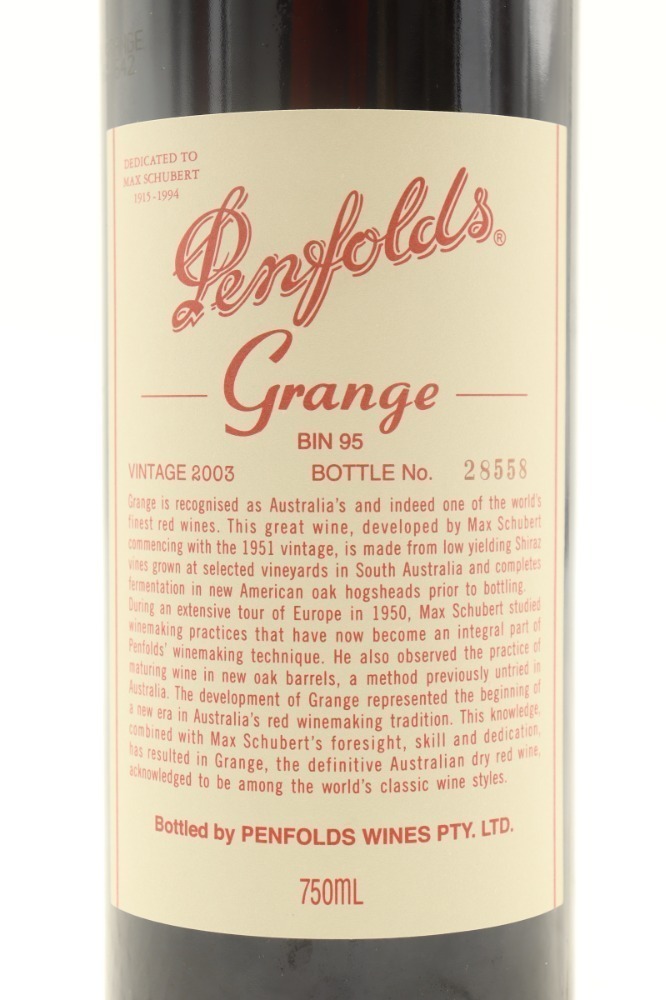 DEDICATED TO
MAX SCHUBERT
1915-1994
Penfolds®
Grange
BIN 95
VINTAGE 2003 BOTTLE No. 28558
Grange is recognised as Australia's and indeed one of the world's
finest red wines. This great wine, developed by Max Schubert
commencing with the 1951 vintage, is made from low yielding Shiraz
vines grown at selected vineyards in South Australia and completes
fermentation in new American oak hogsheads prior to bottling.
During an extensive tour of Europe in 1950, Max Schubert studied
winemaking practices that have now become an integral part of
Penfolds' winemaking technique. He also observed the practice of
maturing wine in new oak barrels, a method previously untried in
Australia. The development of Grange represented the beginning of
a new era in Australia's red winemaking tradition. This knowledge,
combined with Max Schubert's foresight, skill and dedication,
has resulted in Grange, the definitive Australian dry red wine,
acknowledged to be among the world's classic wine styles.
Bottled by PENFOLDS WINES PTY. LTD.
750ML